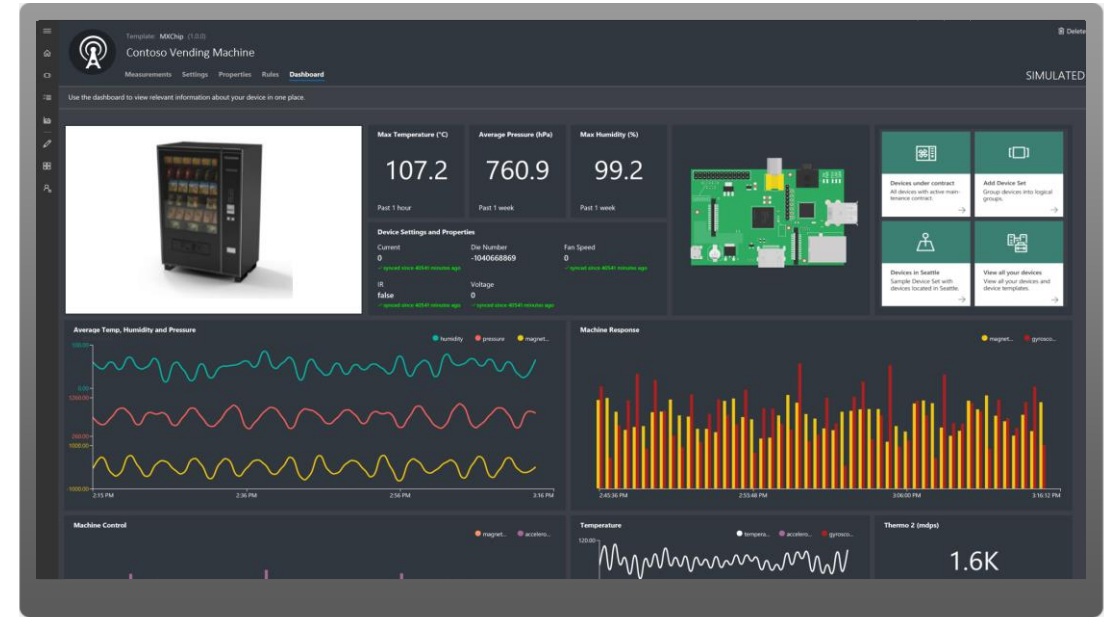 Template: MXChip (1.0.0)
Delete
Contoso Vending Machine
Measurements Settings Properties Rules Dashboard
SIMULATED
Use the dashboard to view relevant information about your device in one place.
Max Temperature (°C)
107.2
Past 1 hour
Average Pressure (hPa)
760.9
Past 1 week
Max Humidity (%)
99.2
Past 1 week
Device Settings and Properties
Current
0
synced since 40541 minutes ago
Die Number
-1040668869
Fan Speed
0
synced since 40541 minutes ago
IR
false
synced since 40541 minutes ago
Voltage
0
synced since 40541 minutes ago
Devices under contract
All devices with active main-
tenance contract.
Add Device Set
Group devices into logical
groups.
Devices in Seattle
Sample Device Set with
devices located in Seattle.
View all your devices
View all your devices and
device templates.
Average Temp, Humidity and Pressure
humidity pressure magnet...
100.00
0.00
1260.00
260.00
1000.00
-1000.00
2:15 PM 2:36 PM 2:56 PM 3:16 PM
Machine Response
magnet... gyrosco...
2:45:36 PM 2:55:48 PM 3:06:00 PM 3:16:12 PM
Machine Control
magnet... accelero...
Temperature
tempera... accelero... gyrosco...
120.00
Thermo 2 (mdps)
1.6K